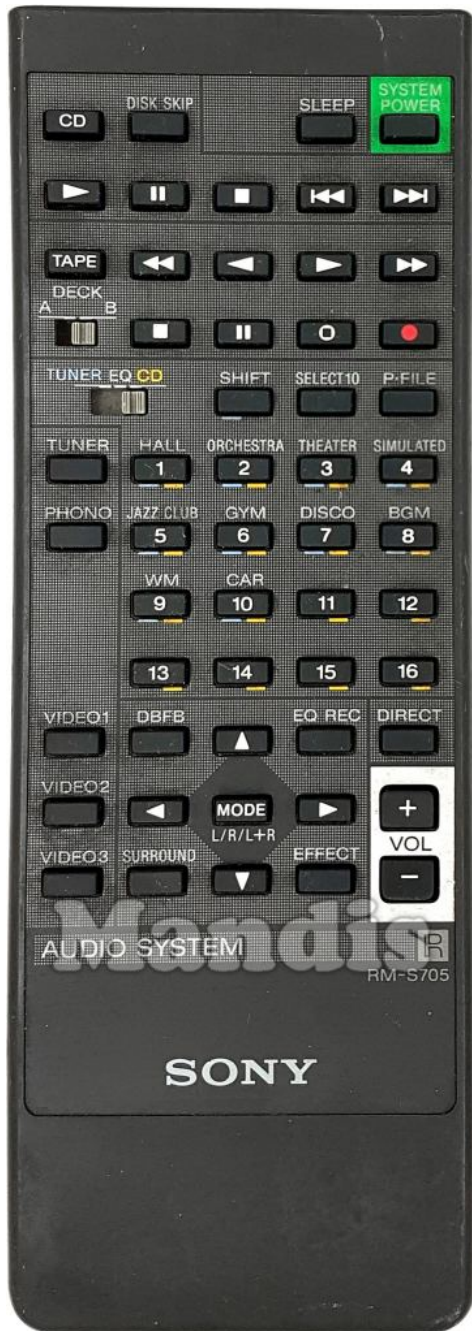 SYSTEM
DISK SKIP SLEEP POWER
CD
TAPE
DECK
A B
TUNER EQ CD SHIFT SELECT10 P·FILE
TUNER HALL ORCHESTRA THEATER SIMULATED
1 2 3 4
PHONO JAZZ CLUB GYM DISCO BGM
5 6 7 8
WM CAR
9 10 11 12
13 14 15 16
VIDEO1 DBFB EQ REC DIRECT
VIDEO2
MODE + 
L/R/L+R VOL
VIDEO3 SURROUND EFFECT −
Mandis
AUDIO SYSTEM R
RM-S705
SONY